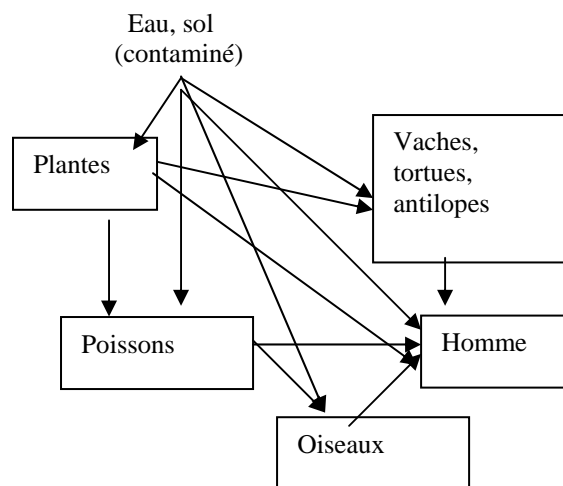 Eau, sol
(contaminé)
Plantes
Vaches,
tortues,
antilopes
Poissons
Homme
Oiseaux